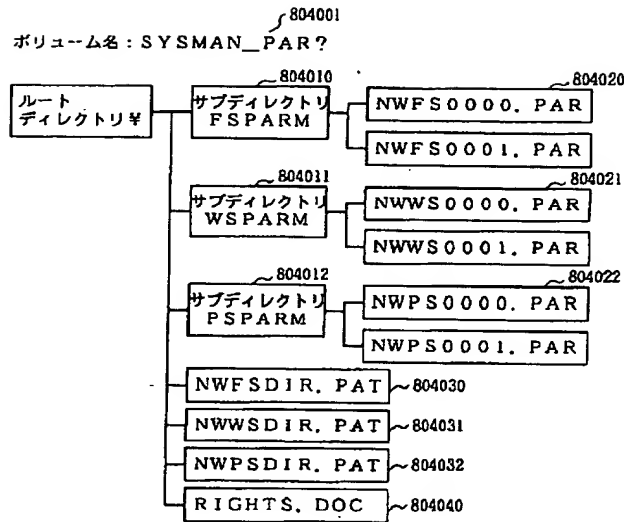 804001
ボリューム名:SYSMAN_PAR?
804010
804020
ルート
ディレクトリ¥
サブディレクトリ
FSPARM
NWFS0000.PAR
NWFS0001.PAR
804011
804021
サブディレクトリ
WSPARM
NWWS0000.PAR
NWWS0001.PAR
804012
804022
サブディレクトリ
PSPARM
NWPS0000.PAR
NWPS0001.PAR
NWFSDIR.PAT
804030
NWWSDIR.PAT
804031
NWPSDIR.PAT
804032
RIGHTS.DOC
804040